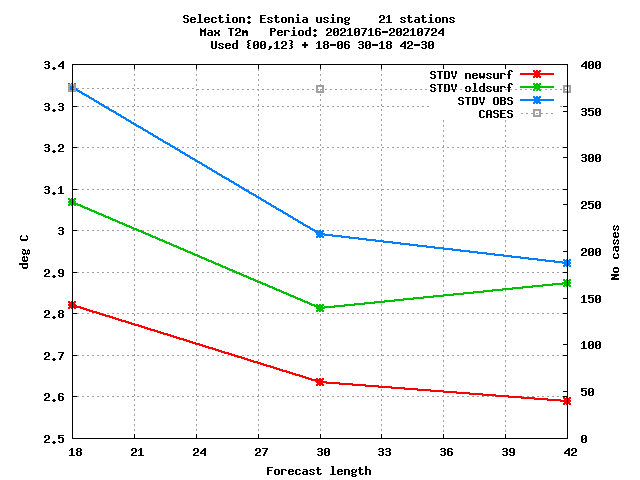 Selection: Estonia using    21 stations
Max T2m   Period: 20210716-20210724
Used {00,12} + 18-06 30-18 42-30
3.4
3.3
3.2
3.1
3
2.9
2.8
2.7
2.6
2.5
deg C
STDV newsurf
STDV oldsurf
STDV OBS
CASES
400
350
300
250
200
150
100
50
0
No cases
18 21 24 27 30 33 36 39 42
Forecast length